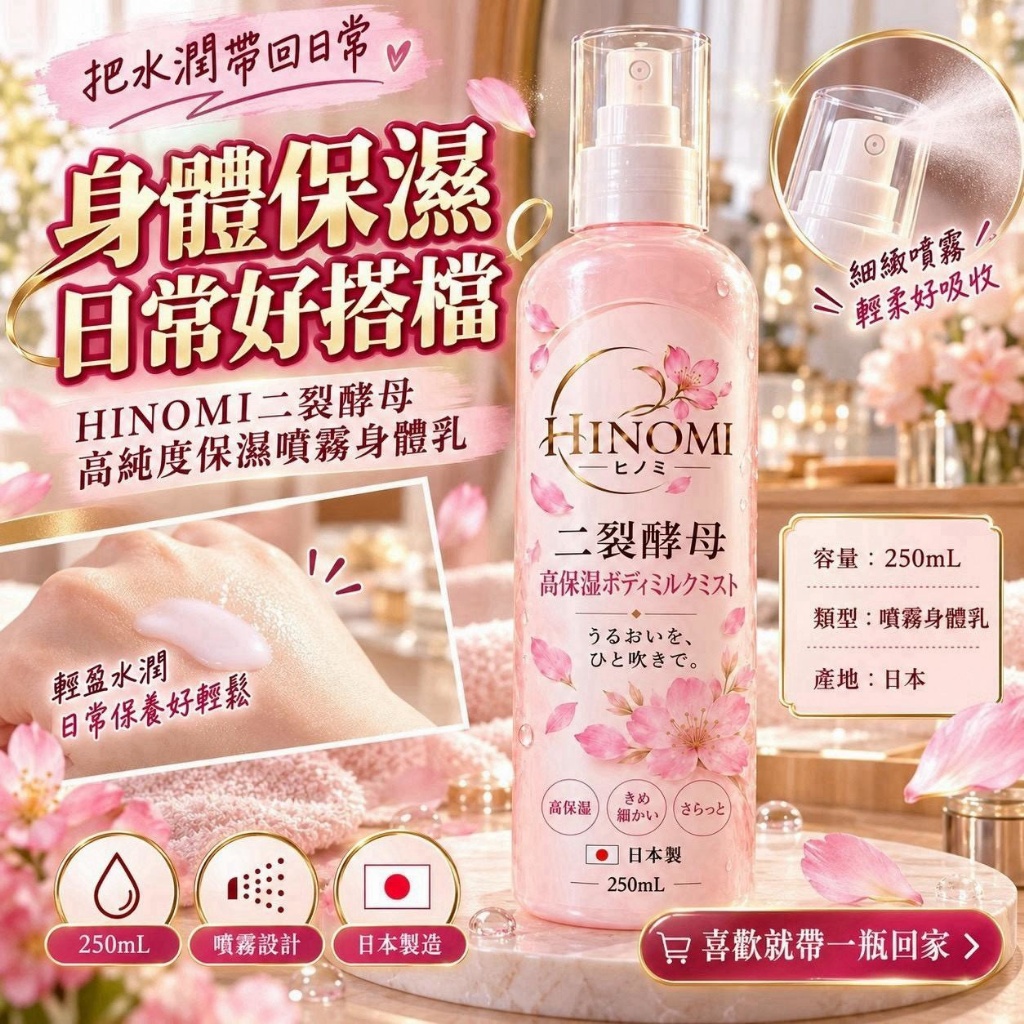 把水潤帶回日常
身體保濕
日常好搭檔
HINOMI二裂酵母
高純度保濕噴霧身體乳
細緻噴霧
輕柔好吸收
HINOMI
ヒノミ
二裂酵母
高保湿ボディミルクミスト
うるおいを、
ひと吹きで。
高保湿
きめ
細かい
さらっと
日本製
250mL
容量：250mL
類型：噴霧身體乳
產地：日本
輕盈水潤
日常保養好輕鬆
250mL
噴霧設計
日本製造
喜歡就帶一瓶回家